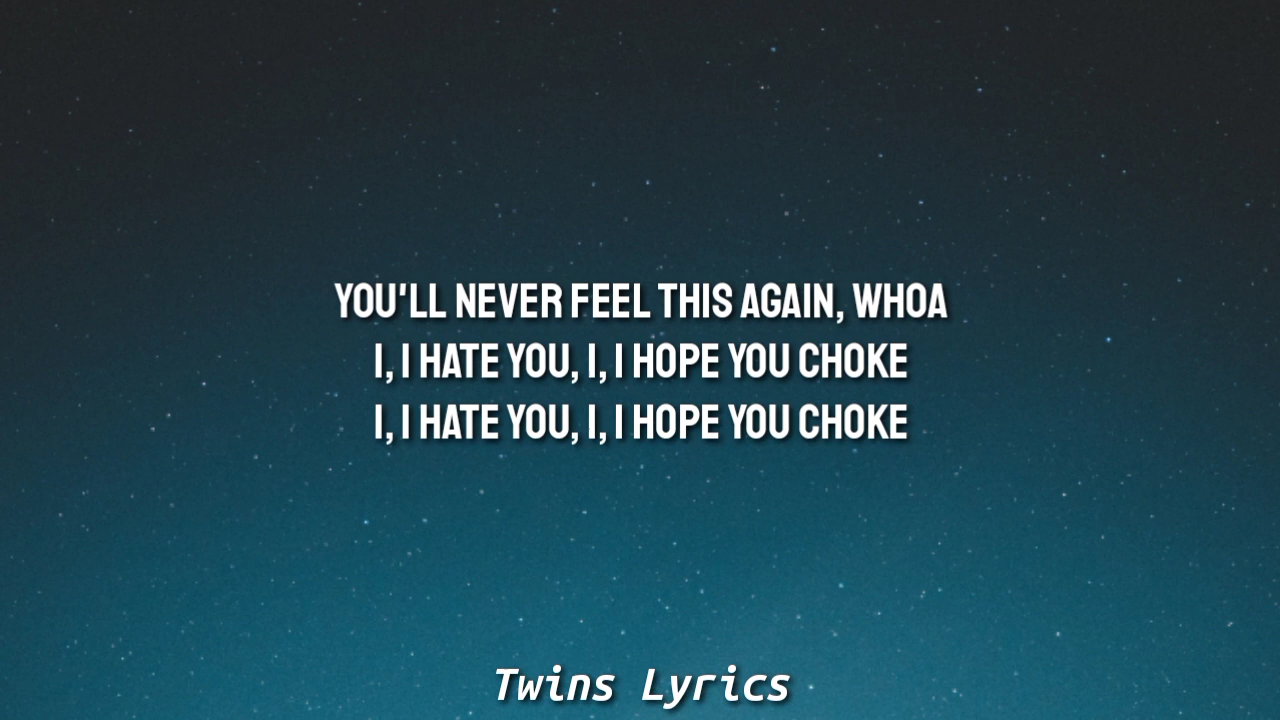 YOU'LL NEVER FEEL THIS AGAIN, WHOA
I, I HATE YOU, I, I HOPE YOU CHOKE
I, I HATE YOU, I, I HOPE YOU CHOKE
Twins Lyrics